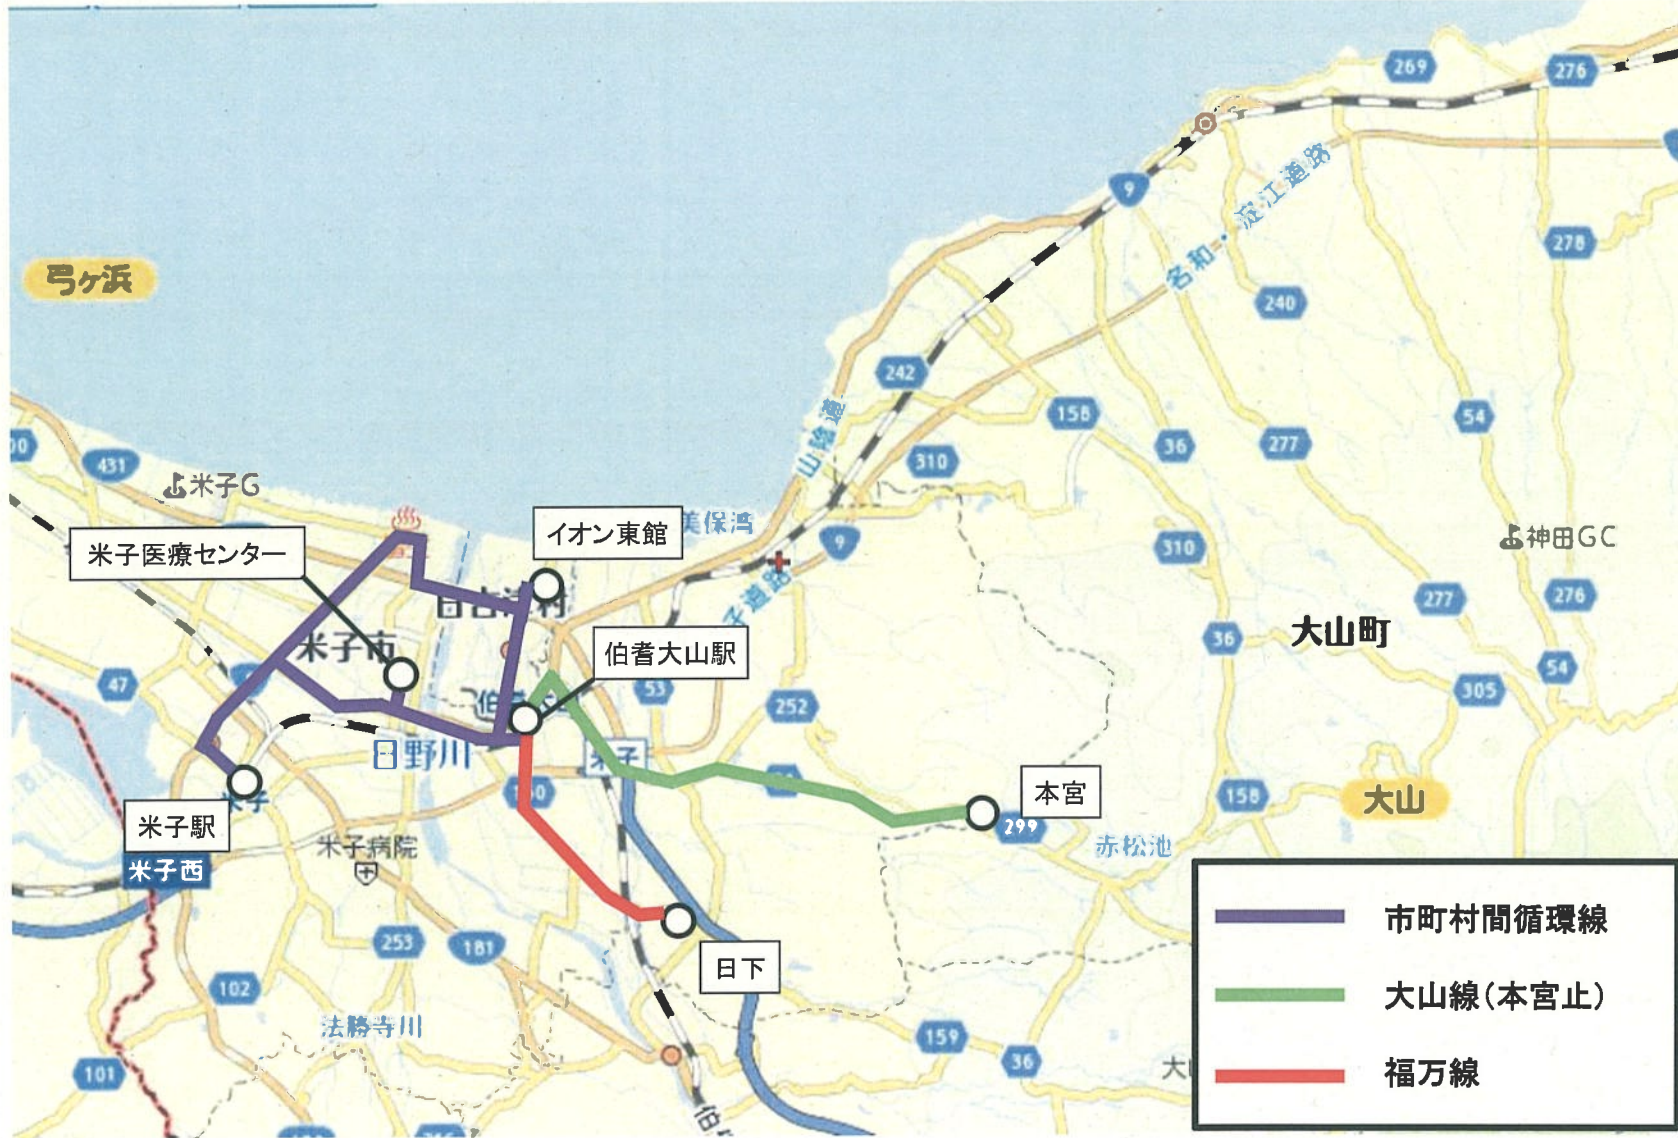 269
276
9
名和・淀江道路
278
弓ヶ浜
240
242
158
54
36
277
山陰道
310
431
米子G
美保湾
イオン東館
9
神田GC
米子医療センター
310
日吉津村
277
276
大山町
米子市
36
伯耆大山駅
54
47
53
305
252
日野川
米子
本宮
158
大山
299
米子駅
赤松池
米子病院
米子西
市町村間循環線
日下
253
181
102
大山線(本宮止)
法勝寺川
159
36
101
福万線